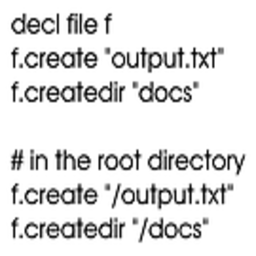 decl file f
f.create "output.txt"
f.createdir "docs"

# in the root directory
f.create "/output.txt"
f.createdir "/docs"